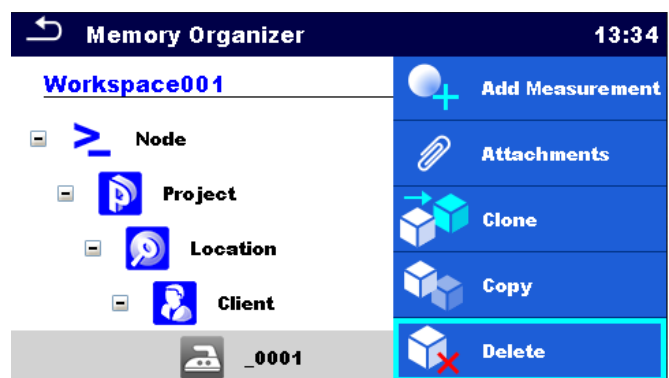 Memory Organizer 13:34
Workspace001
Add Measurement
Node
Attachments
Project
Clone
Location
Copy
Client
Delete
_0001